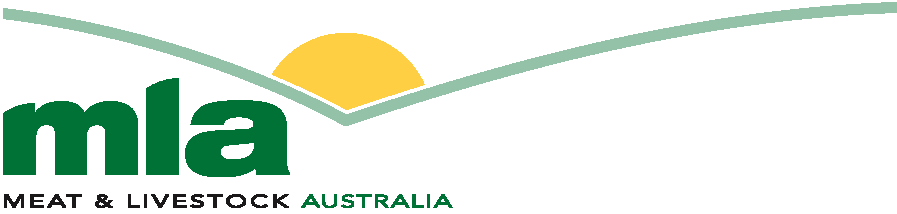 mla
MEAT & LIVESTOCK AUSTRALIA